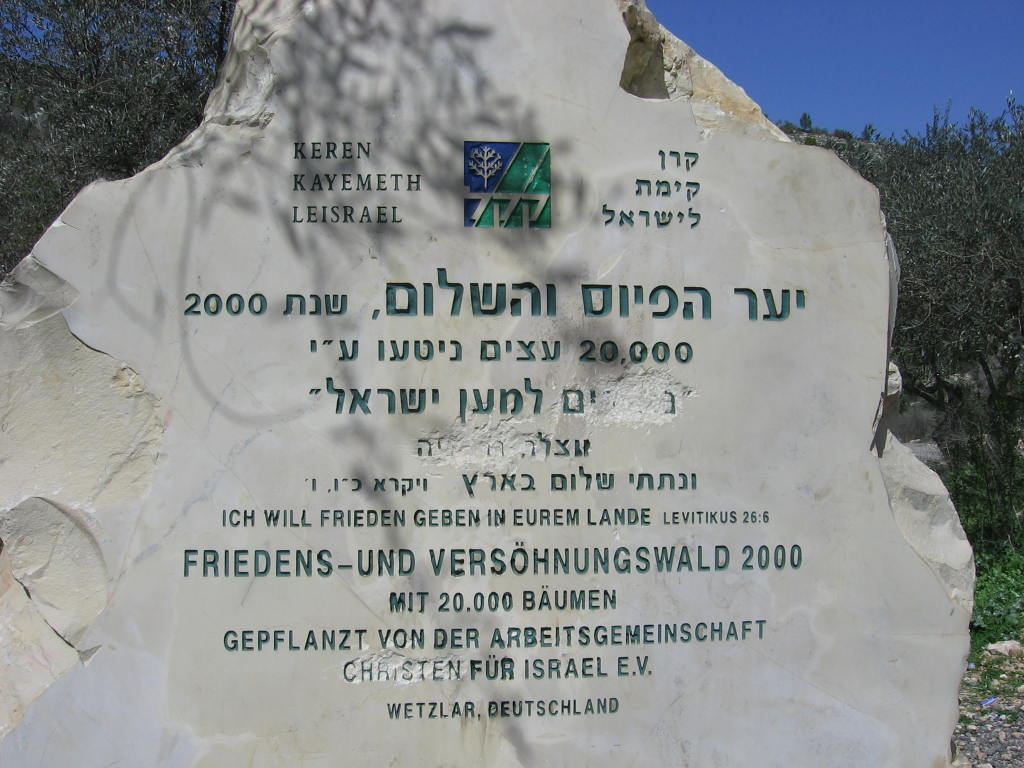 KEREN
KAYEMETH
LEISRAEL
קק״ל
קרן
קימת
לישראל
יער הפיוס והשלום, שנת 2000
20,000 עצים ניטעו ע״י
למען ישראל״
ונתתי שלום בארץ ויקרא כ״ו, ו׳
ICH WILL FRIEDEN GEBEN IN EUREM LANDE LEVITIKUS 26:6
FRIEDENS-UND VERSÖHNUNGSWALD 2000
MIT 20.000 BÄUMEN
GEPFLANZT VON DER ARBEITSGEMEINSCHAFT
CHRISTEN FÜR ISRAEL E.V.
WETZLAR, DEUTSCHLAND